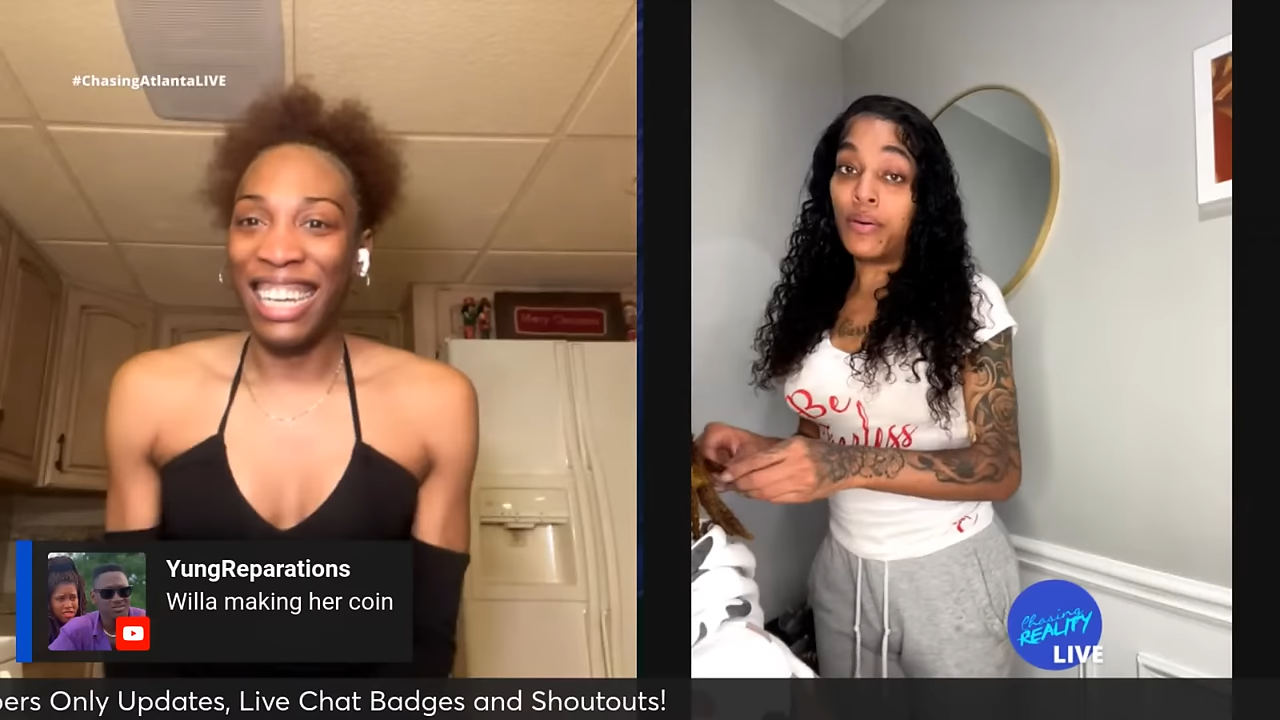 #ChasingAtlantaLIVE
Merry Christmas
Be
Fearless
YungReparations
Willa making her coin
Chasing
REALITY
LIVE
bers Only Updates, Live Chat Badges and Shoutouts!